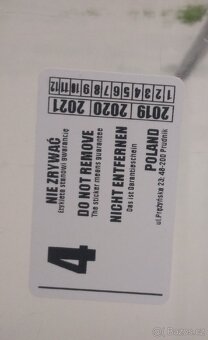 4
NIE ZRYWAĆ
Etykieta stanowi gwarancję
DO NOT REMOVE
The sticker means guarantee
NICHT ENTFERNEN
Das ist Garantieschein
POLAND
ul. Prężyńska 23; 48-200 Prudnik
2019 2020 2021
1 2 3 4 5 6 7 8 9 10 11 12